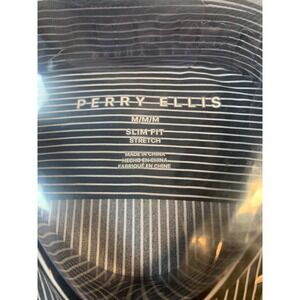 PERRY ELLIS
M/M/M
SLIM FIT
STRETCH
MADE IN CHINA
HECHO EN CHINA
FABRIQUÉ EN CHINE